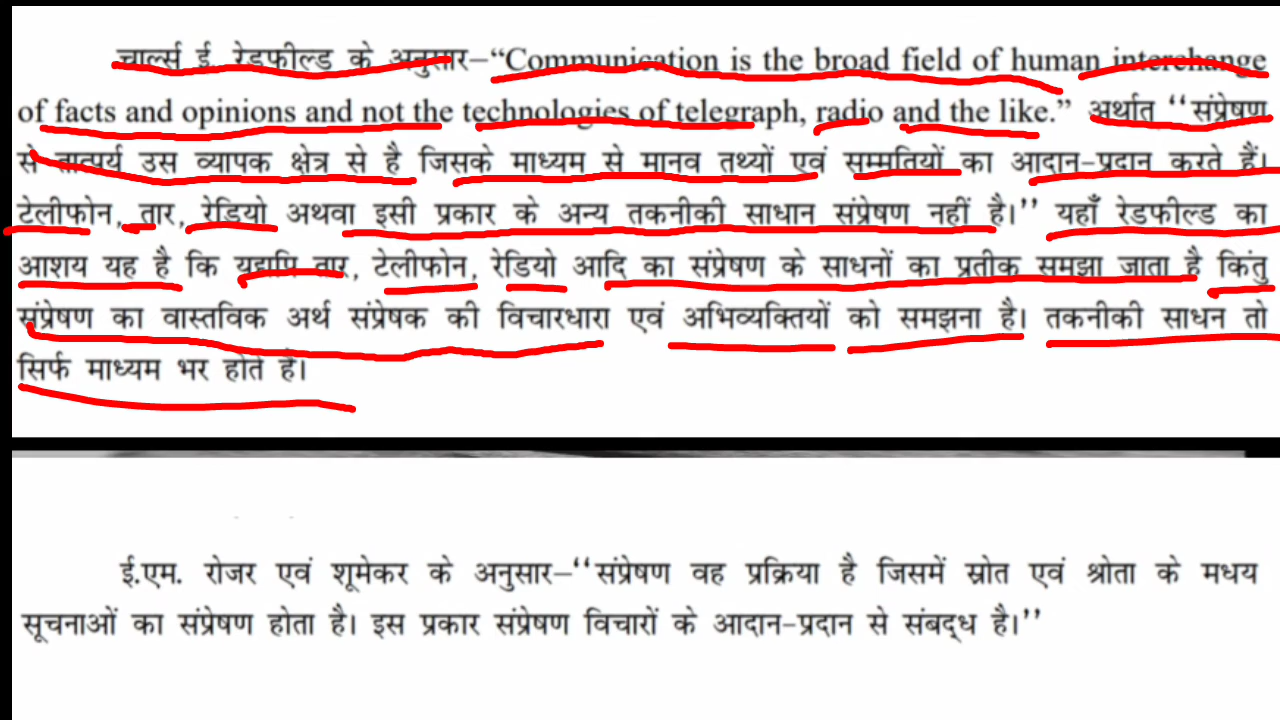 चार्ल्स ई. रेडफील्ड के अनुसार–“Communication is the broad field of human interchange
of facts and opinions and not the technologies of telegraph, radio and the like.” अर्थात ‘‘संप्रेषण
से तात्पर्य उस व्यापक क्षेत्र से है जिसके माध्यम से मानव तथ्यों एवं सम्मतियों का आदान-प्रदान करते हैं।
टेलीफोन, तार, रेडियो अथवा इसी प्रकार के अन्य तकनीकी साधान संप्रेषण नहीं है।’’ यहाँ रेडफील्ड का
आशय यह है कि यद्यपि तार, टेलीफोन, रेडियो आदि का संप्रेषण के साधनों का प्रतीक समझा जाता है किंतु
संप्रेषण का वास्तविक अर्थ संप्रेषक की विचारधारा एवं अभिव्यक्तियों को समझना है। तकनीकी साधन तो
सिर्फ माध्यम भर होते हैं।
ई.एम. रोजर एवं शूमेकर के अनुसार–‘‘संप्रेषण वह प्रक्रिया है जिसमें स्रोत एवं श्रोता के मधय
सूचनाओं का संप्रेषण होता है। इस प्रकार संप्रेषण विचारों के आदान-प्रदान से संबद्ध है।’’